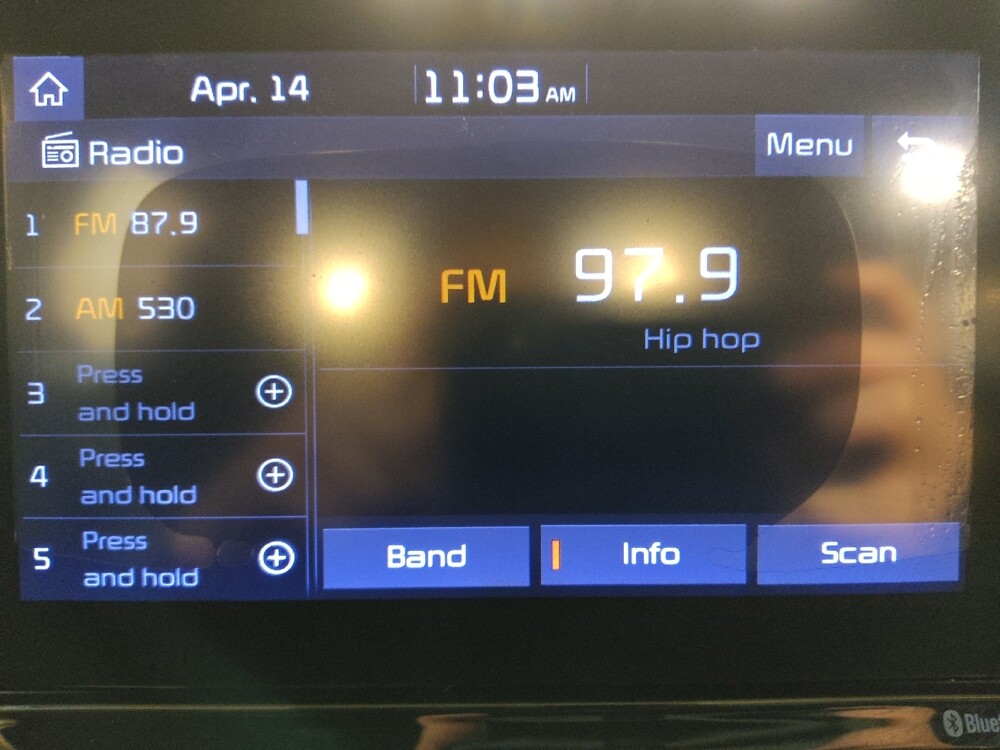 Apr. 14
11:03 AM
Radio
Menu
1 FM 87.9
2 AM 530
3 Press
and hold
4 Press
and hold
5 Press
and hold
FM 97.9
Hip hop
Band
Info
Scan